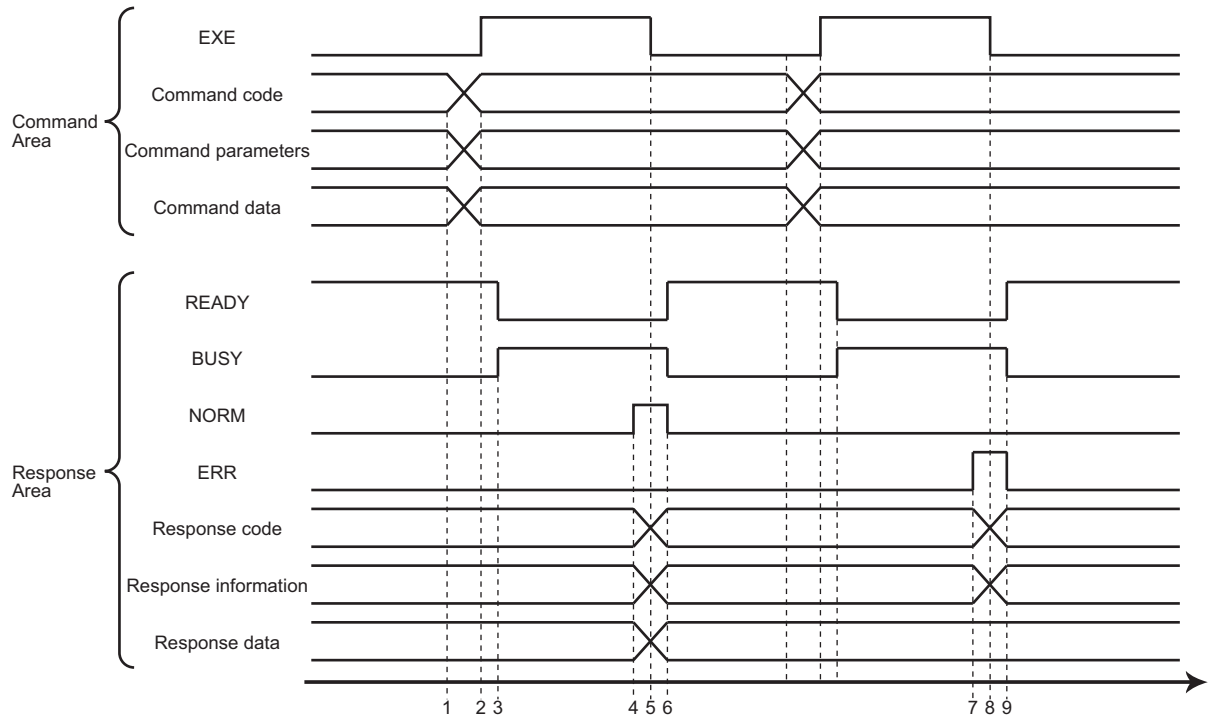 EXE
Command code
Command
Area
Command parameters
Command data
READY
BUSY
NORM
Response
Area
ERR
Response code
Response information
Response data
1 2 3 4 5 6 7 8 9